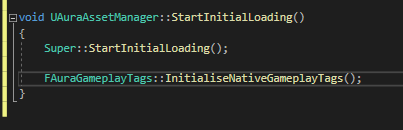 void UAuraAssetManager::StartInitialLoading()
{
Super::StartInitialLoading();
FAuraGameplayTags::InitialiseNativeGameplayTags();
}